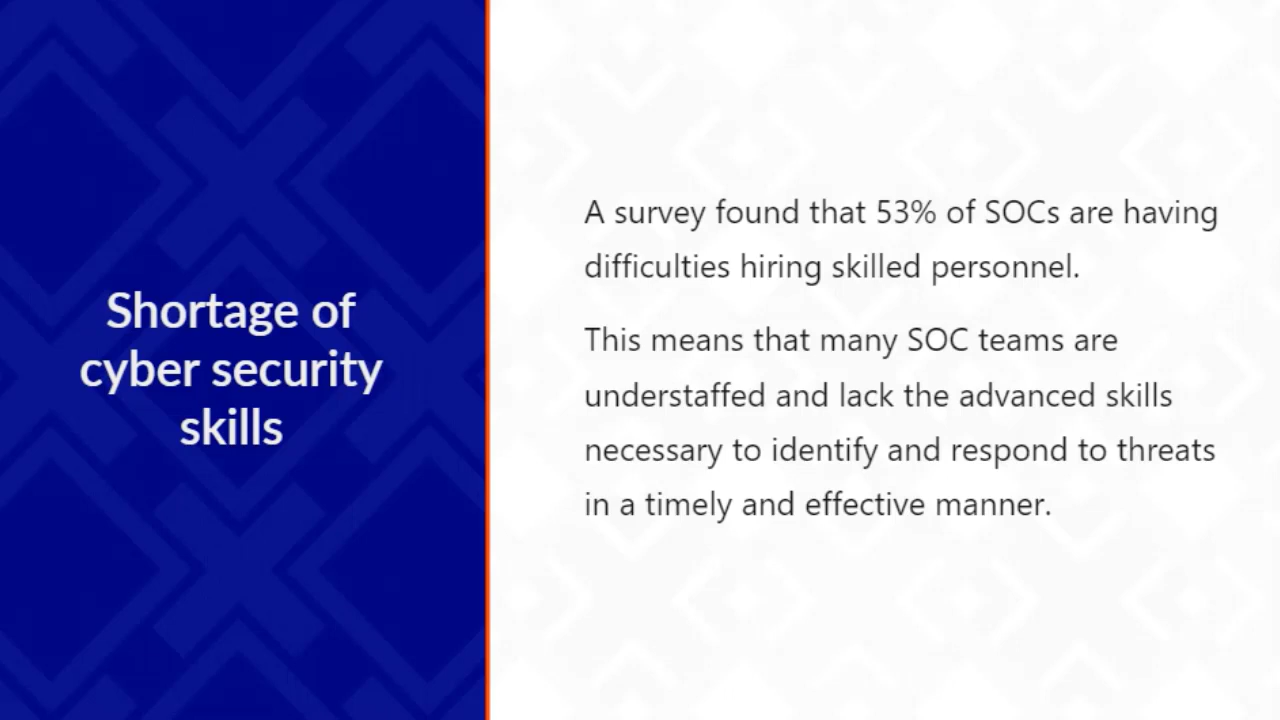 Shortage of
cyber security
skills
A survey found that 53% of SOCs are having
difficulties hiring skilled personnel.
This means that many SOC teams are
understaffed and lack the advanced skills
necessary to identify and respond to threats
in a timely and effective manner.